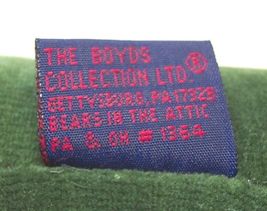 THE BOYDS
COLLECTION LTD.®
GETTYSBURG, PA 17325
BEARS IN THE ATTIC
PA & OH # 1364